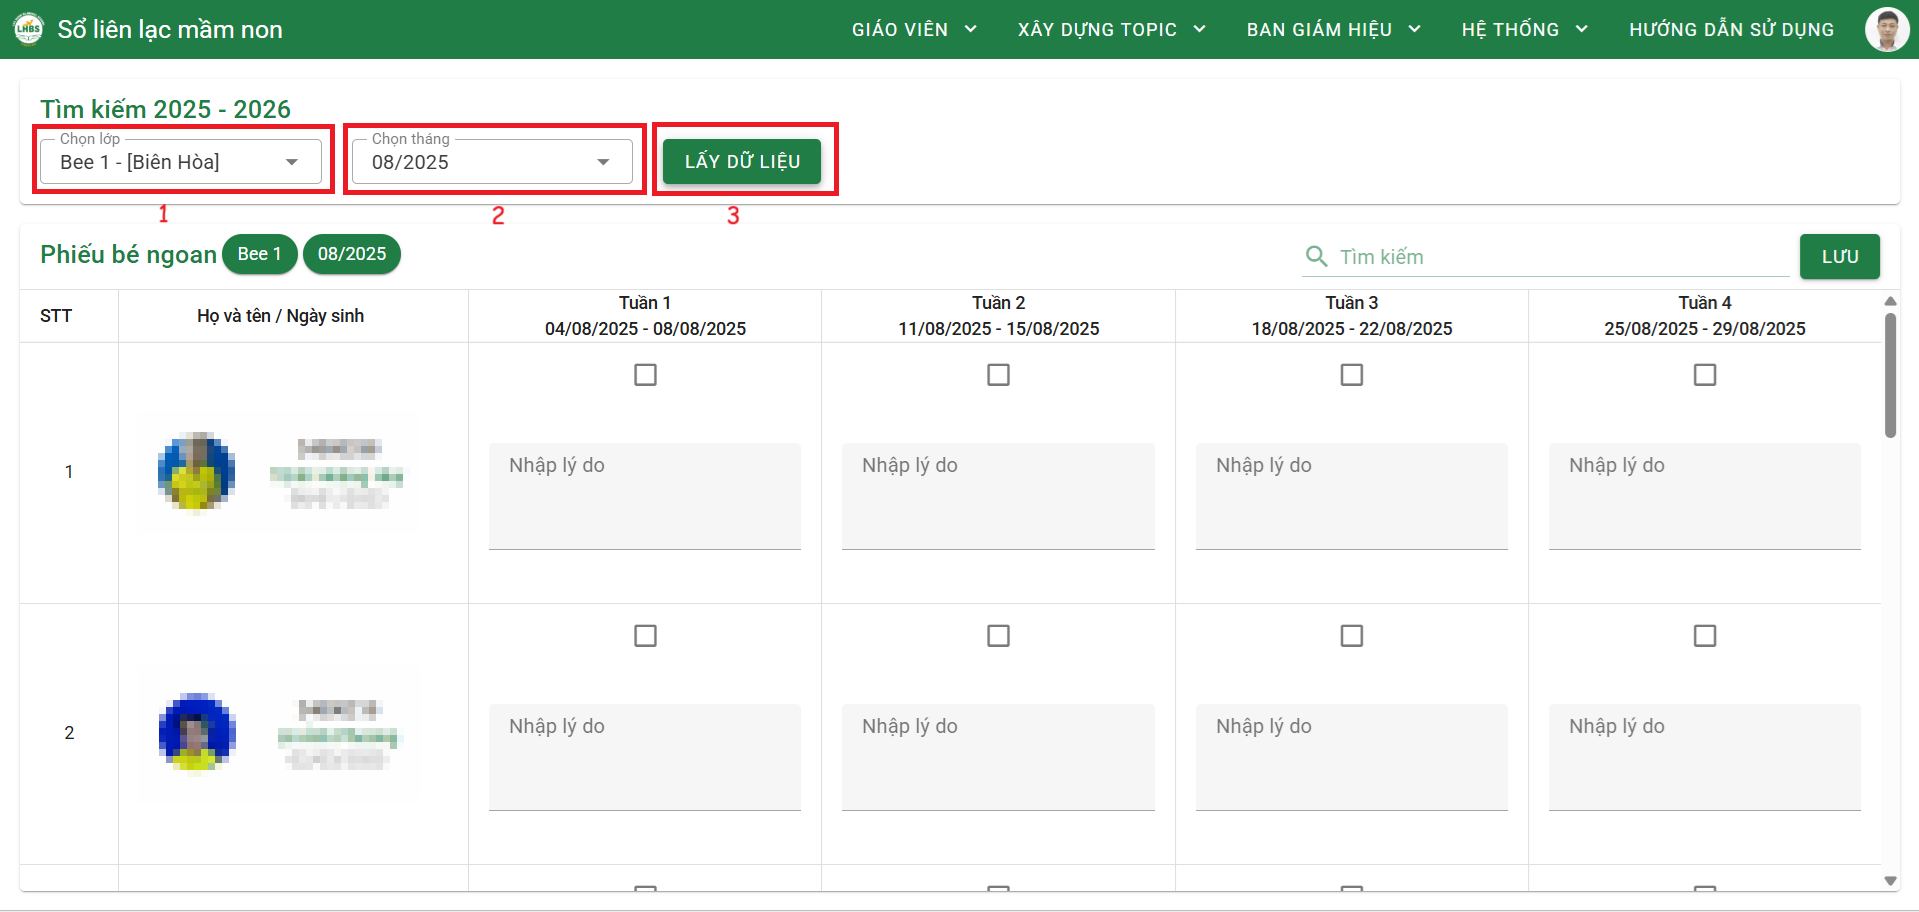 LHBS
Sổ liên lạc mầm non
GIÁO VIÊN
XÂY DỰNG TOPIC
BAN GIÁM HIỆU
HỆ THỐNG
HƯỚNG DẪN SỬ DỤNG
Tìm kiếm 2025 - 2026
Chọn lớp
Bee 1 - [Biên Hòa]
Chọn tháng
08/2025
LẤY DỮ LIỆU
1
2
3
Phiếu bé ngoan
Bee 1
08/2025
Tìm kiếm
LƯU
STT
Họ và tên / Ngày sinh
Tuần 1
04/08/2025 - 08/08/2025
Tuần 2
11/08/2025 - 15/08/2025
Tuần 3
18/08/2025 - 22/08/2025
Tuần 4
25/08/2025 - 29/08/2025
1
Nhập lý do
Nhập lý do
Nhập lý do
Nhập lý do
2
Nhập lý do
Nhập lý do
Nhập lý do
Nhập lý do